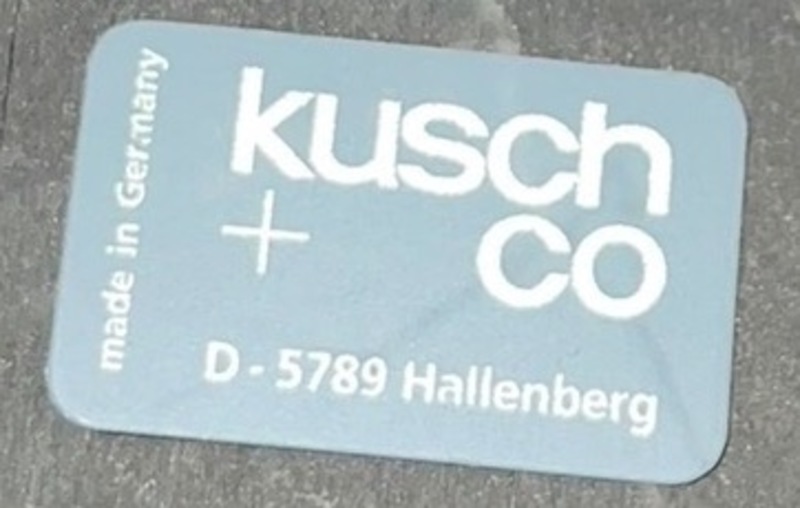 made in Germany
kusch
+ co
D - 5789 Hallenberg